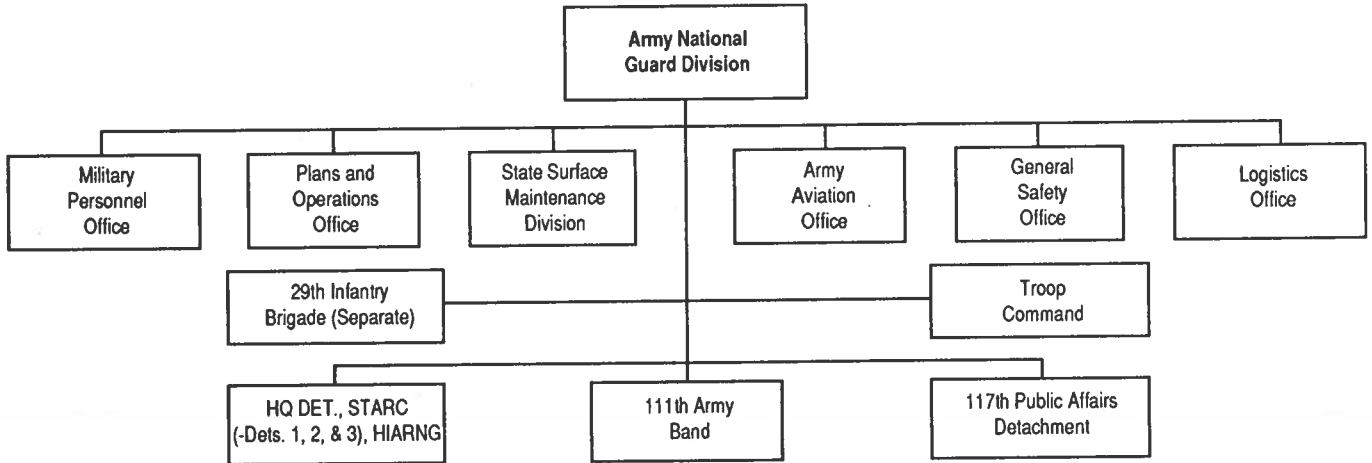 Army National
Guard Division
Military
Personnel
Office
Plans and
Operations
Office
State Surface
Maintenance
Division
Army
Aviation
Office
General
Safety
Office
Logistics
Office
29th Infantry
Brigade (Separate)
Troop
Command
HQ DET., STARC
(-Dets. 1, 2, & 3), HIARNG
111th Army
Band
117th Public Affairs
Detachment